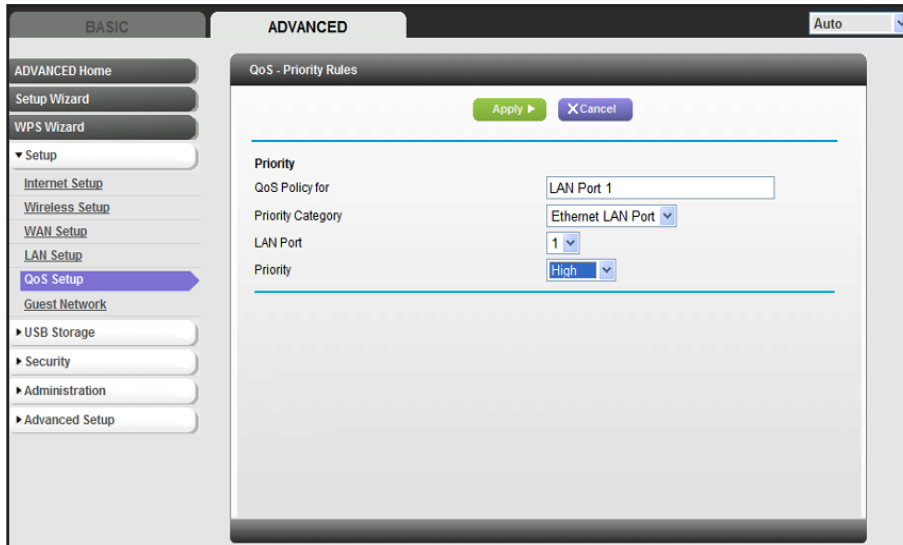 BASIC
ADVANCED
Auto
ADVANCED Home
Setup Wizard
WPS Wizard
Setup
Internet Setup
Wireless Setup
WAN Setup
LAN Setup
QoS Setup
Guest Network
USB Storage
Security
Administration
Advanced Setup
QoS - Priority Rules
Apply
X Cancel
Priority
QoS Policy for LAN Port 1
Priority Category Ethernet LAN Port
LAN Port 1
Priority High